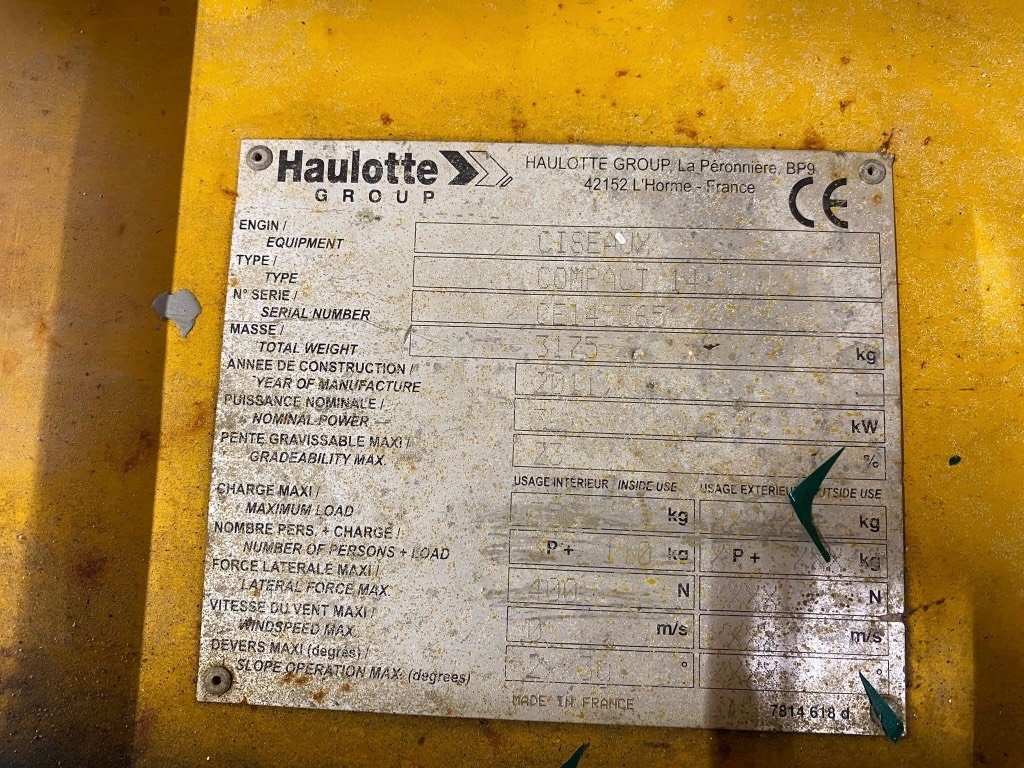 Haulotte
GROUP
HAULOTTE GROUP, La Péronnière, BP9
42152 L'Horme - France
CE
ENGIN /
EQUIPMENT
CISEAUX
TYPE /
TYPE
COMPACT
N° SERIE /
SERIAL NUMBER
MASSE /
TOTAL WEIGHT
3175 kg
ANNEE DE CONSTRUCTION /
YEAR OF MANUFACTURE
PUISSANCE NOMINALE /
NOMINAL POWER
kW
PENTE GRAVISSABLE MAXI /
GRADEABILITY MAX.
23 %
USAGE INTERIEUR / INSIDE USE
USAGE EXTERIEUR / OUTSIDE USE
CHARGE MAXI /
MAXIMUM LOAD
kg
kg
NOMBRE PERS. + CHARGE /
NUMBER OF PERSONS + LOAD
P + kg
P + kg
FORCE LATERALE MAXI /
LATERAL FORCE MAX.
400 N
N
VITESSE DU VENT MAXI /
WINDSPEED MAX
m/s
m/s
DEVERS MAXI (degrés) /
SLOPE OPERATION MAX. (degrees)
°
°
MADE IN FRANCE
7814 618 d